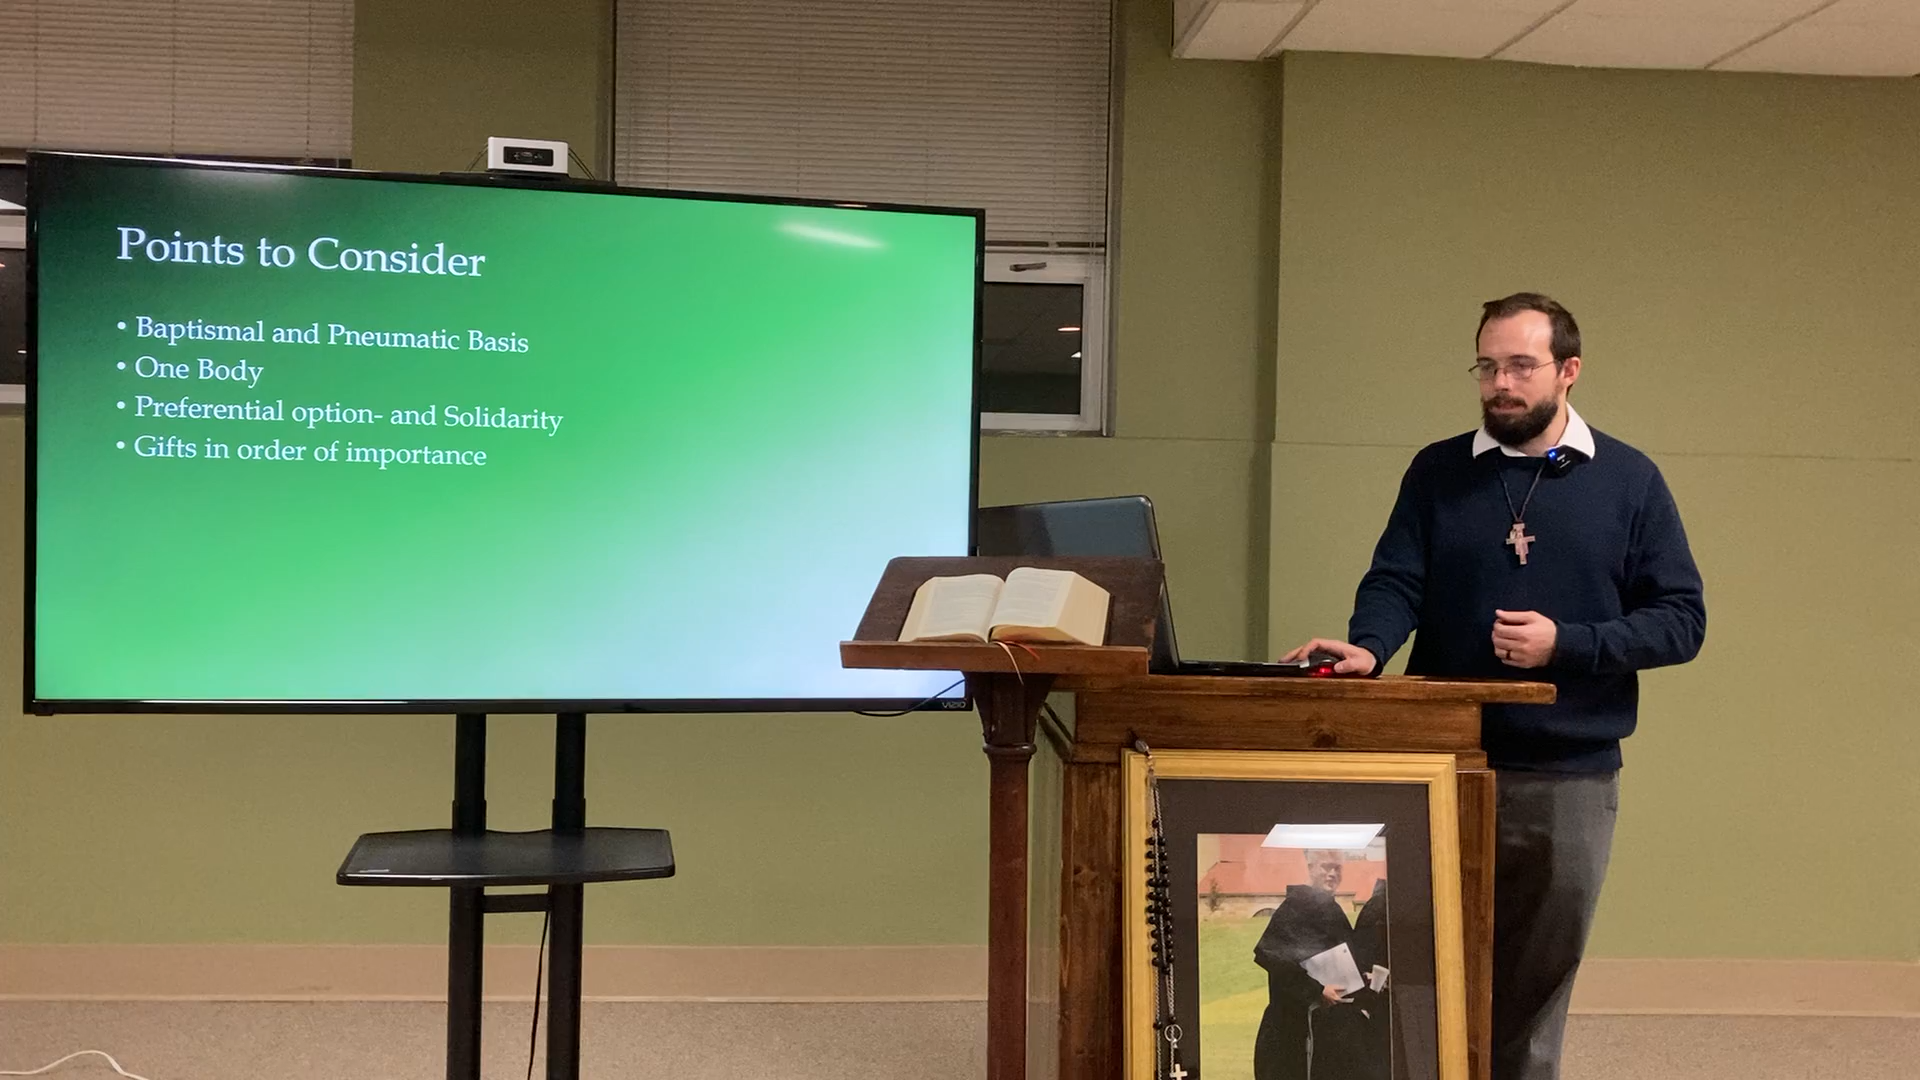 Points to Consider
• Baptismal and Pneumatic Basis
• One Body
• Preferential option- and Solidarity
• Gifts in order of importance
VIZIO